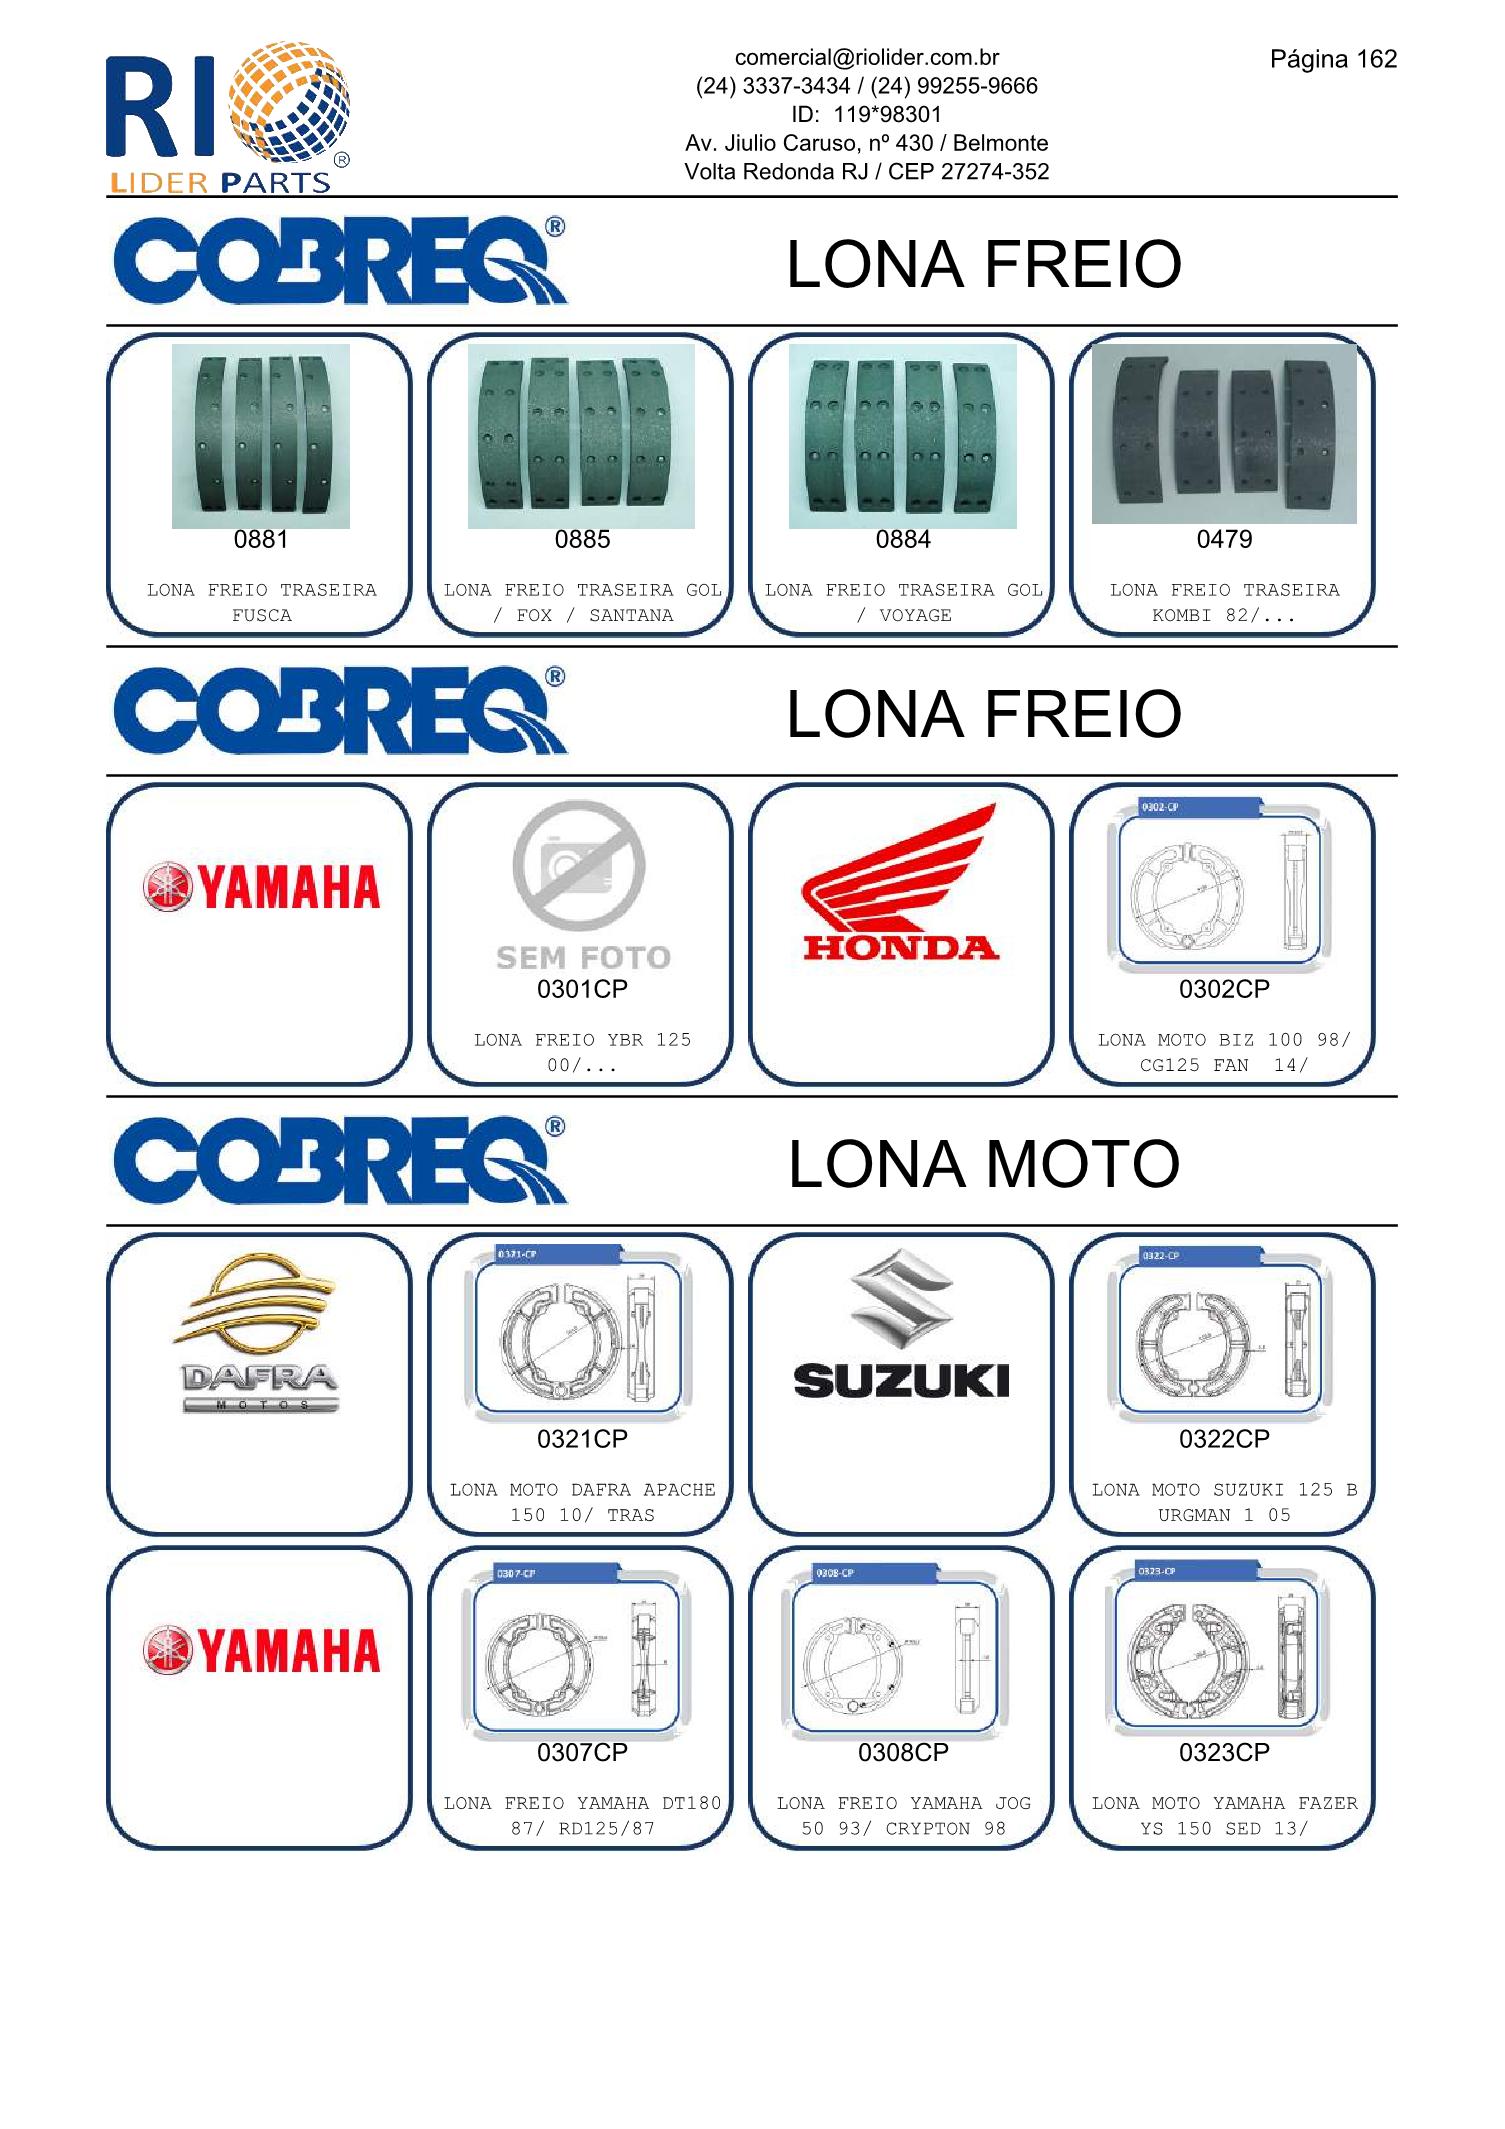 RIO
®
LIDER PARTS
comercial@riolider.com.br
(24) 3337-3434 / (24) 99255-9666
ID: 119*98301
Av. Jiulio Caruso, nº 430 / Belmonte
Volta Redonda RJ / CEP 27274-352
Página 162
COBREQ®
LONA FREIO
0881
LONA FREIO TRASEIRA
FUSCA
0885
LONA FREIO TRASEIRA GOL
/ FOX / SANTANA
0884
LONA FREIO TRASEIRA GOL
/ VOYAGE
0479
LONA FREIO TRASEIRA
KOMBI 82/...
COBREQ®
LONA FREIO
YAMAHA
SEM FOTO
0301CP
LONA FREIO YBR 125
00/...
HONDA
0302-CP
0302CP
LONA MOTO BIZ 100 98/
CG125 FAN 14/
COBREQ®
LONA MOTO
DAFRA
MOTOS
0321-CP
0321CP
LONA MOTO DAFRA APACHE
150 10/ TRAS
SUZUKI
0322-CP
0322CP
LONA MOTO SUZUKI 125 B
URGMAN 1 05
YAMAHA
0307-CP
0307CP
LONA FREIO YAMAHA DT180
87/ RD125/87
0308-CP
0308CP
LONA FREIO YAMAHA JOG
50 93/ CRYPTON 98
0323-CP
0323CP
LONA MOTO YAMAHA FAZER
YS 150 SED 13/